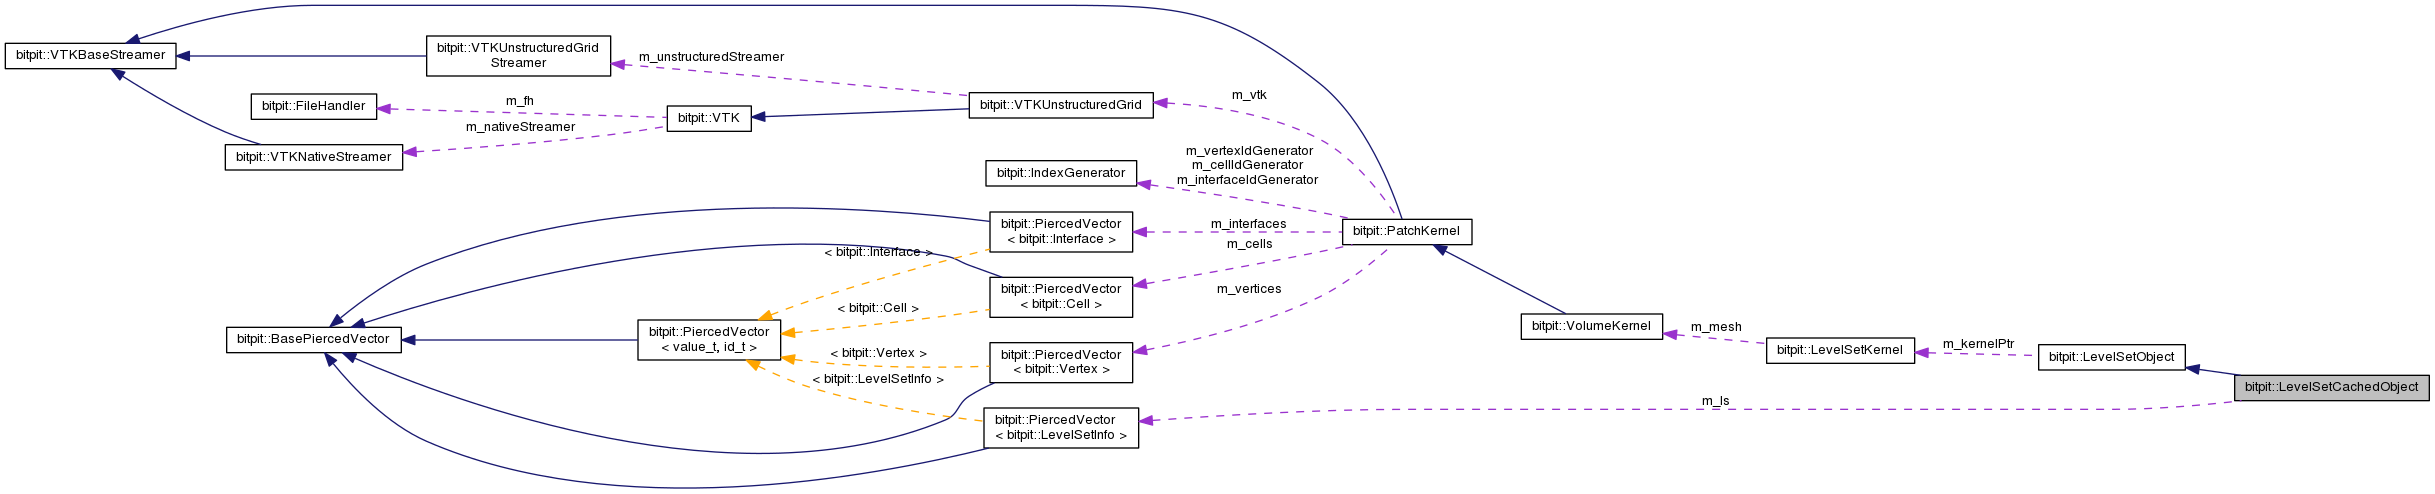 bitpit::VTKBaseStreamer
bitpit::VTKUnstructuredGrid
Streamer
m_unstructuredStreamer
bitpit::FileHandler
m_fh
m_nativeStreamer
bitpit::VTKNativeStreamer
bitpit::VTK
bitpit::VTKUnstructuredGrid
m_vtk
bitpit::IndexGenerator
m_vertexIdGenerator
m_cellIdGenerator
m_interfaceIdGenerator
bitpit::PiercedVector
< bitpit::Interface >
m_interfaces
m_cells
bitpit::PatchKernel
< bitpit::Interface >
bitpit::PiercedVector
< bitpit::Cell >
m_vertices
< bitpit::Cell >
bitpit::BasePiercedVector
bitpit::PiercedVector
< value_t, id_t >
< bitpit::Vertex >
bitpit::PiercedVector
< bitpit::Vertex >
< bitpit::LevelSetInfo >
bitpit::PiercedVector
< bitpit::LevelSetInfo >
bitpit::VolumeKernel
m_mesh
bitpit::LevelSetKernel
m_kernelPtr
bitpit::LevelSetObject
bitpit::LevelSetCachedObject
m_ls